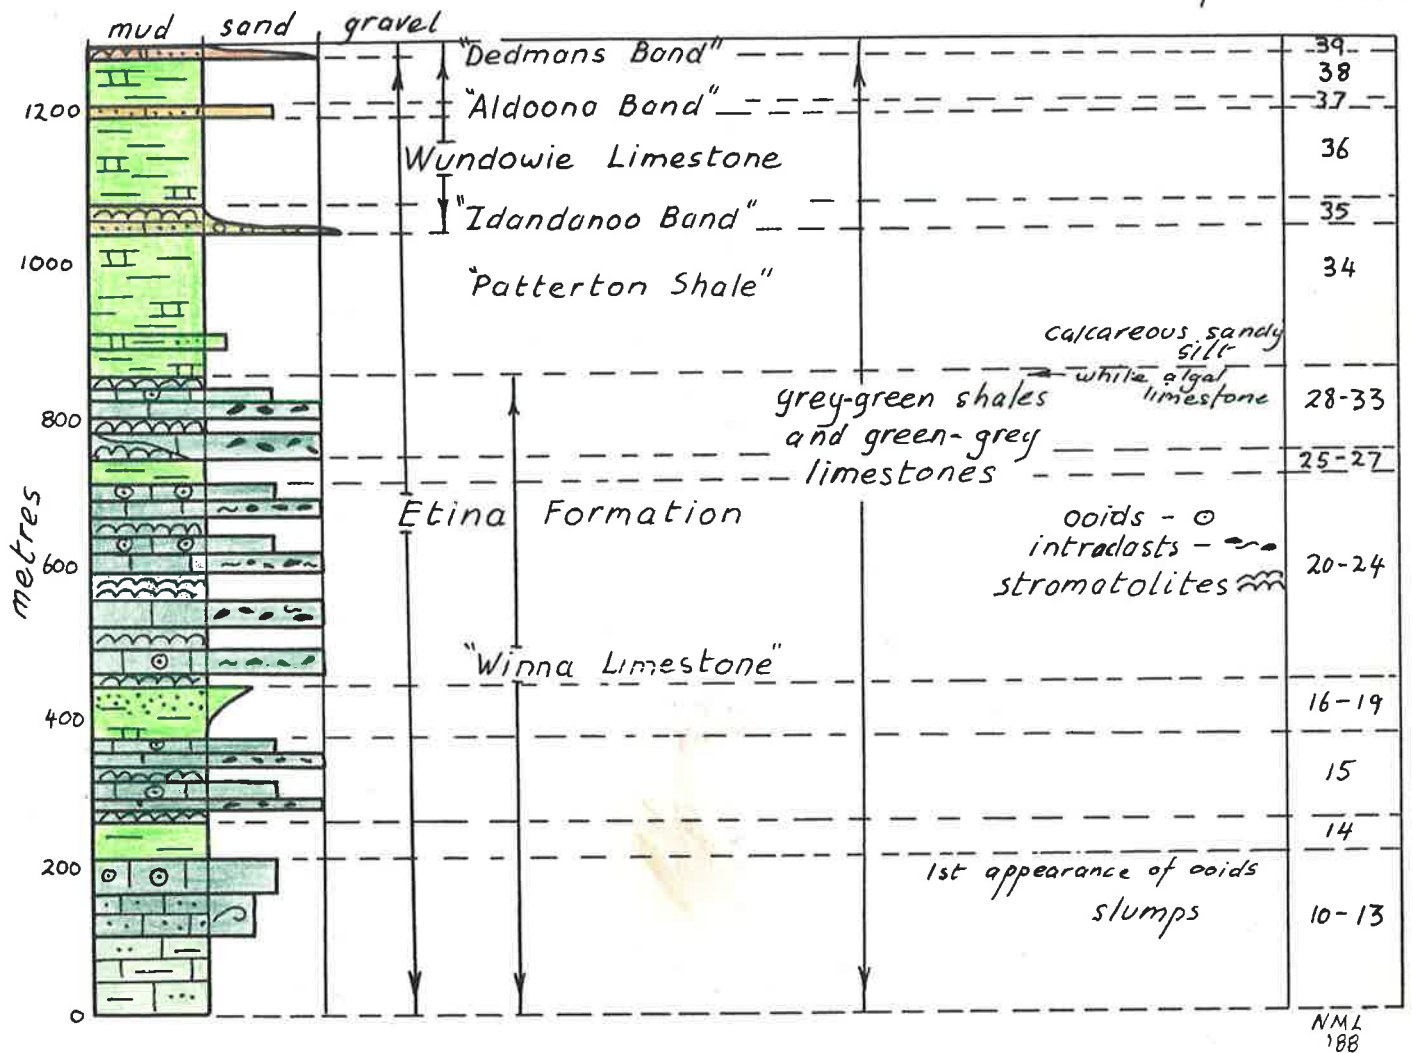 mud sand gravel
"Dedmans Band" 39
38
1200 "Aldoona Band" 37
Wundowie Limestone 36
"Idandanoo Band" 35
1000 "Patterton Shale" 34
calcareous sandy
silt
while algal
limestone
grey-green shales
and green-grey
limestones
28-33
800
25-27
Etina Formation
ooids -
intraclasts -
stromatolites
20-24
metres
600
"Winna Limestone"
16-19
400
15
14
200
1st appearance of ooids
slumps
10-13
0
NML
'88